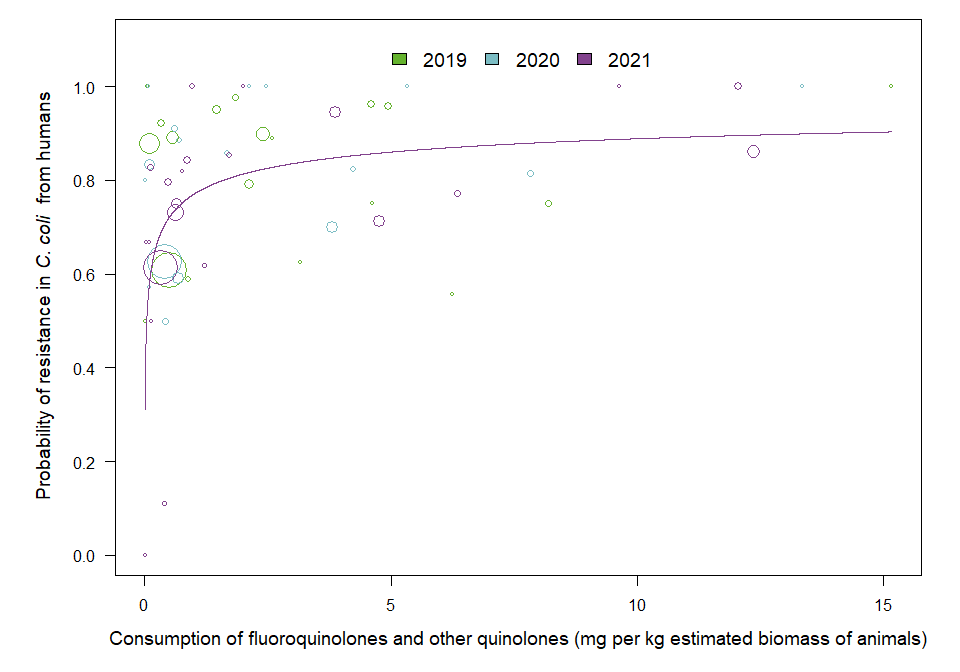 2019 2020 2021
1.0
0.8
0.6
0.4
0.2
0.0
Probability of resistance in C. coli from humans
0 5 10 15
Consumption of fluoroquinolones and other quinolones (mg per kg estimated biomass of animals)